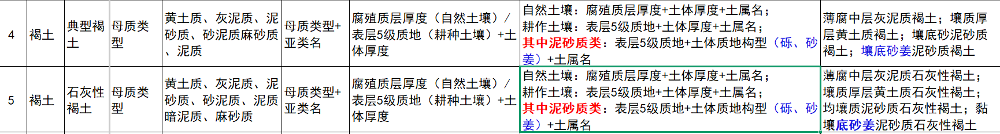 4
褐土
典型褐
土
母质类
型
黄土质、灰泥质、泥
砂质、砂泥质麻砂质
、泥质
母质类型+
亚类名
腐殖质层厚度（自然土壤）/
表层5级质地（耕种土壤）+土
体厚度
自然土壤：腐殖质层厚度+土体厚度+土属名；
耕作土壤：表层5级质地+土体厚度+土属名；
其中泥砂质类：表层5级质地+土体质地构型（砾、砂
姜）+土属名
薄腐中层灰泥质褐土；壤质厚
层黄土质褐土；壤底砂泥砂质
褐土；壤底砂姜泥砂质褐土
5
褐土
石灰性
褐土
母质类
型
黄土质、灰泥质、泥
砂质、砂泥质、泥质
暗泥质、麻砂质
母质类型+
亚类名
腐殖质层厚度（自然土壤）/
表层5级质地（耕种土壤）+土
体厚度
自然土壤：腐殖质层厚度+土体厚度+土属名；
耕作土壤：表层5级质地+土体厚度+土属名；
其中泥砂质类：表层5级质地+土体质地构型（砾、砂
姜）+土属名
薄腐中层灰泥质石灰性褐土；
壤质厚层黄土质石灰性褐土；
均壤质泥砂质石灰性褐土；黏
壤底砂姜泥砂质石灰性褐土